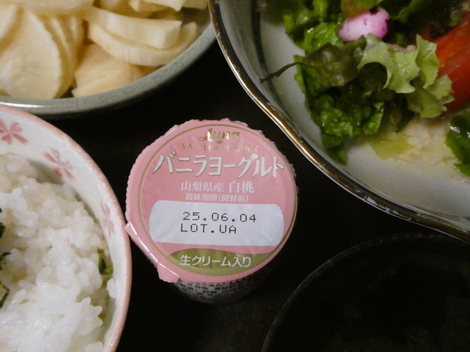 Luna
バニラヨーグルト
山梨県産 白桃
賞味期限(開封前)
25.06.04
LOT.UA
生クリーム入り